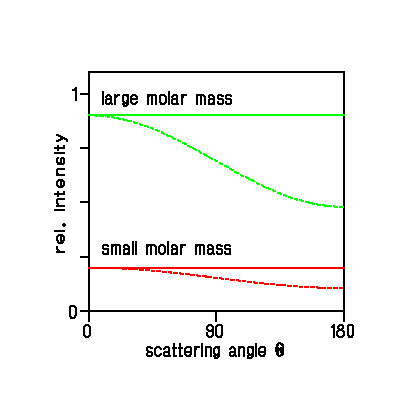 1
large molar mass
rel. intensity
small molar mass
0
0 90 180
scattering angle θ